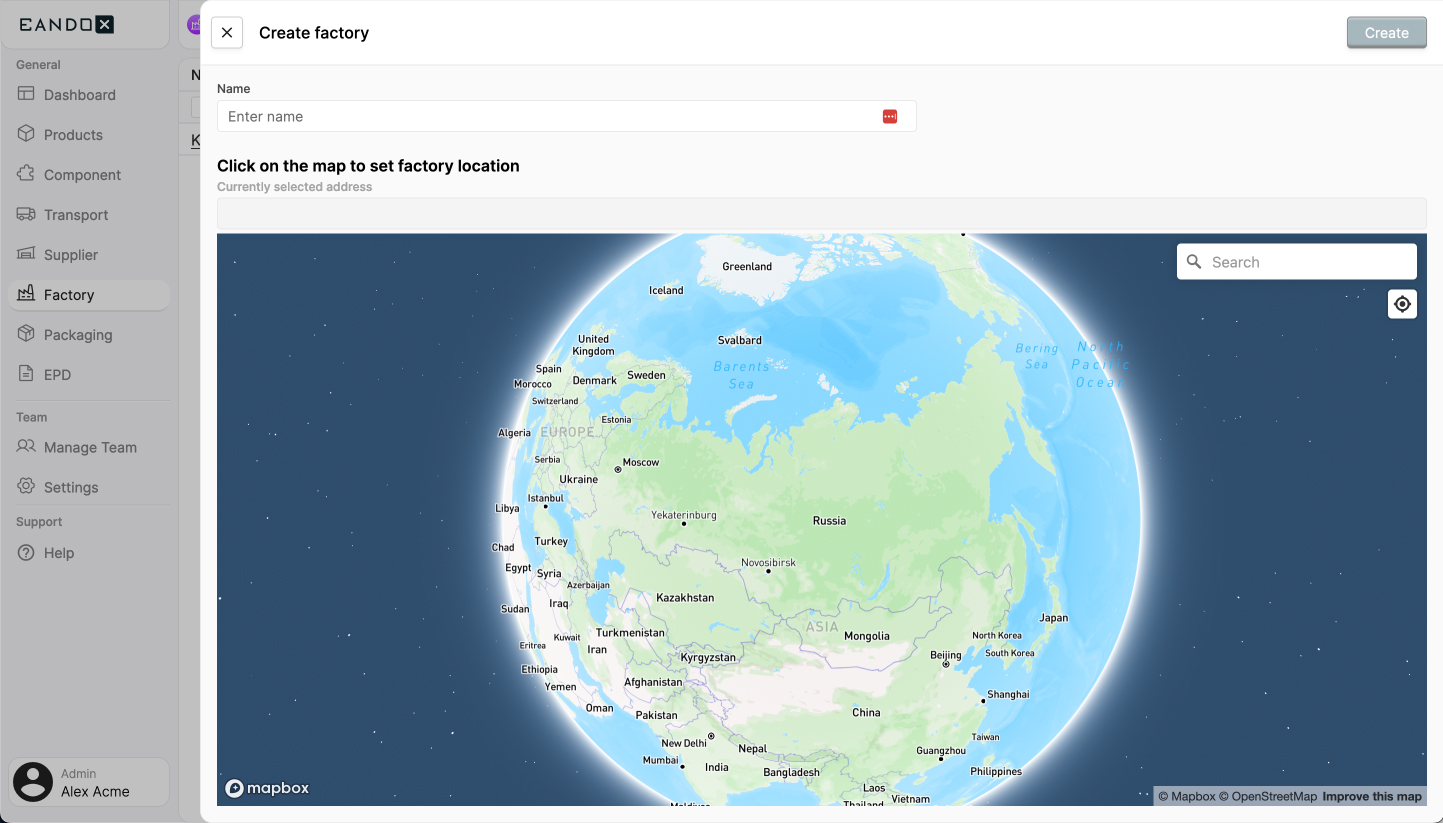 CANDOX
General
Dashboard
Products
Component
Transport
Supplier
Factory
Packaging
EPD
Team
Manage Team
Settings
Support
Help
Admin
Alex Acme
N
K
Create factory
Create
Name
Enter name
Click on the map to set factory location
Currently selected address
Search
Greenland
Iceland
Svalbard
United
Kingdom
Barents
Sea
Bering
Sea
North
Pacific
Ocean
Spain
Morocco
Denmark
Sweden
Switzerland
Estonia
Algeria
EUROPE
Serbia
Moscow
Ukraine
Istanbul
Libya
Yekaterinburg
Russia
Chad
Turkey
Egypt
Syria
Azerbaijan
Novosibirsk
Sudan
Iraq
Kazakhstan
Eritrea
Kuwait
Turkmenistan
ASIA
Mongolia
Japan
North Korea
South Korea
Iran
Kyrgyzstan
Beijing
Ethiopia
Yemen
Afghanistan
Shanghai
Oman
Pakistan
China
New Delhi
Nepal
Taiwan
Guangzhou
Mumbai
India
Bangladesh
Philippines
Laos
Vietnam
Thailand
Maldives
mapbox
© Mapbox © OpenStreetMap Improve this map